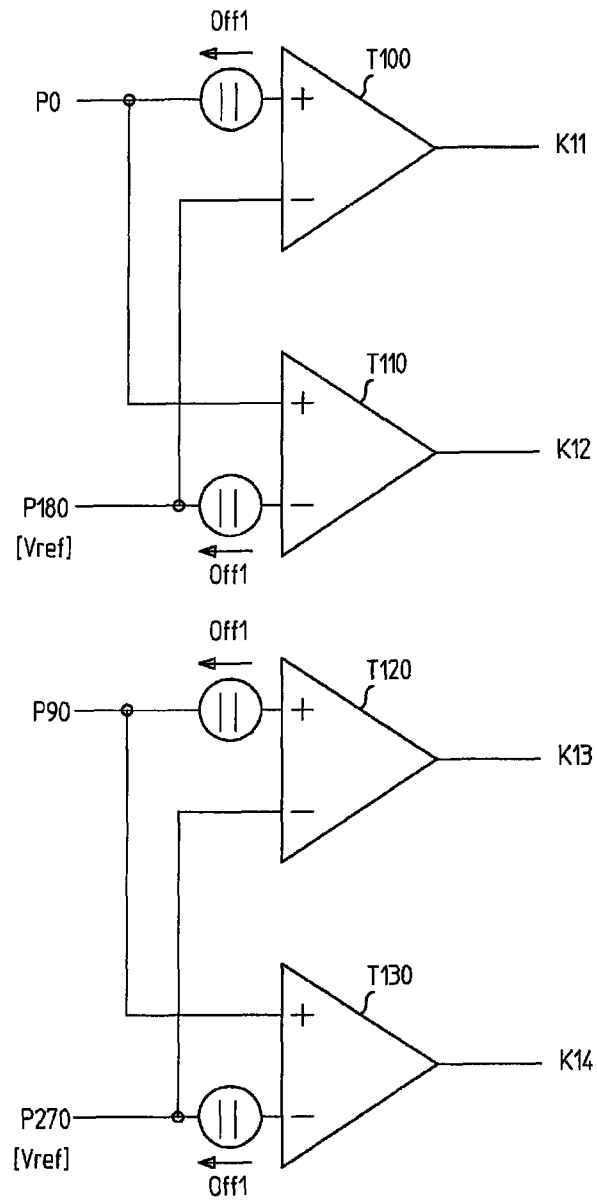 Off1
T100
P0
+
K11
−
T110
+
K12
P180
−
[Vref]
Off1
Off1
T120
P90
+
K13
−
T130
+
K14
P270
−
[Vref]
Off1